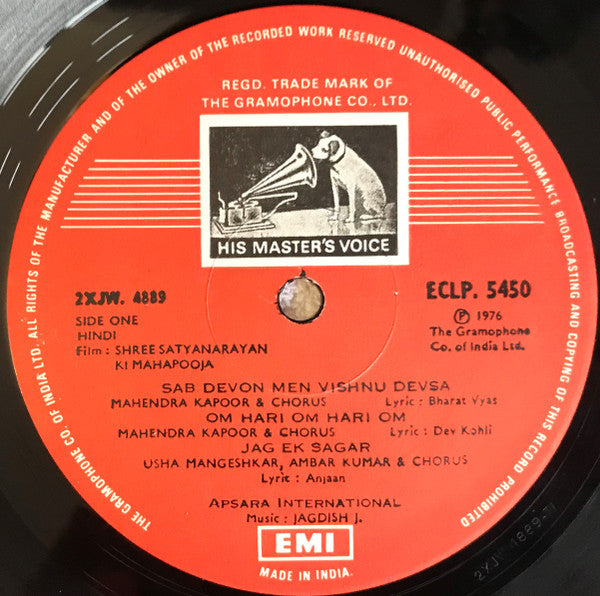 THE GRAMOPHONE CO. OF INDIA LTD. ALL RIGHTS OF THE MANUFACTURER AND OF THE OWNER OF THE RECORDED WORK RESERVED UNAUTHORISED PUBLIC PERFORMANCE BROADCASTING AND COPYING OF THIS RECORD PROHIBITED
REGD. TRADE MARK OF
THE GRAMOPHONE CO., LTD.
HIS MASTER'S VOICE
2XJW. 4889
ECLP. 5450
SIDE ONE
℗ 1976
HINDI
The Gramophone
Co. of India Ltd.
Film : SHREE SATYANARAYAN
KI MAHAPOOJA
SAB DEVON MEN VISHNU DEVSA
MAHENDRA KAPOOR & CHORUS Lyric : Bharat Vyas
OM HARI OM HARI OM
MAHENDRA KAPOOR & CHORUS Lyric : Dev Kohli
JAG EK SAGAR
USHA MANGESHKAR, AMBAR KUMAR & CHORUS
Lyric : Anjaan
APSARA INTERNATIONAL
Music : JAGDISH J.
EMI
MADE IN INDIA.